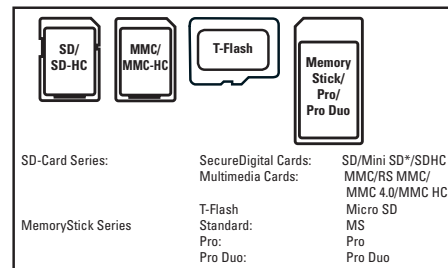 SD/
SD-HC
MMC/
MMC-HC
T-Flash
Memory
Stick/
Pro/
Pro Duo
SD-Card Series: SecureDigital Cards: SD/Mini SD*/SDHC
Multimedia Cards: MMC/RS MMC/
MMC 4.0/MMC HC
T-Flash Micro SD
MemoryStick Series Standard: MS
Pro: Pro
Pro Duo: Pro Duo